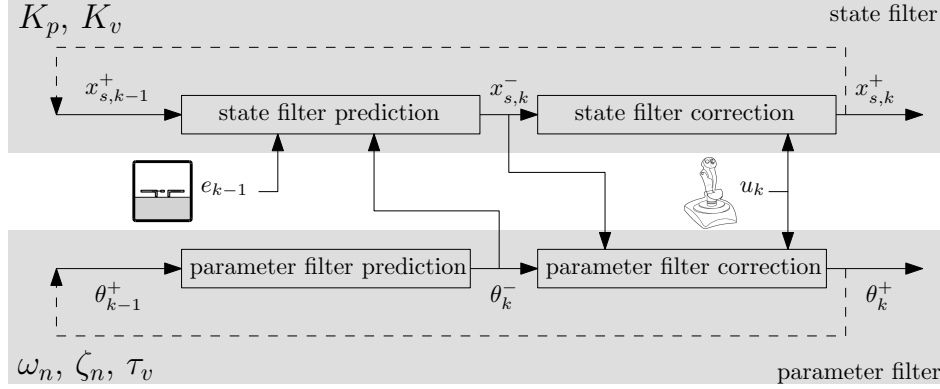 K_p, K_v
state filter
x^+_{s,k−1}
x^−_{s,k}
x^+_{s,k}
state filter prediction
state filter correction
e_{k−1}
u_k
parameter filter prediction
parameter filter correction
θ^+_{k−1}
θ^−_k
θ^+_k
ω_n, ζ_n, τ_v
parameter filter